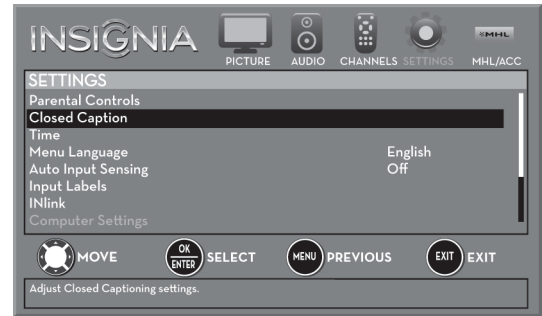 INSIGNIA
PICTURE AUDIO CHANNELS SETTINGS MHL/ACC
MHL
SETTINGS
Parental Controls
Closed Caption
Time
Menu Language English
Auto Input Sensing Off
Input Labels
INlink
Computer Settings
MOVE OK ENTER SELECT MENU PREVIOUS EXIT EXIT
Adjust Closed Captioning settings.